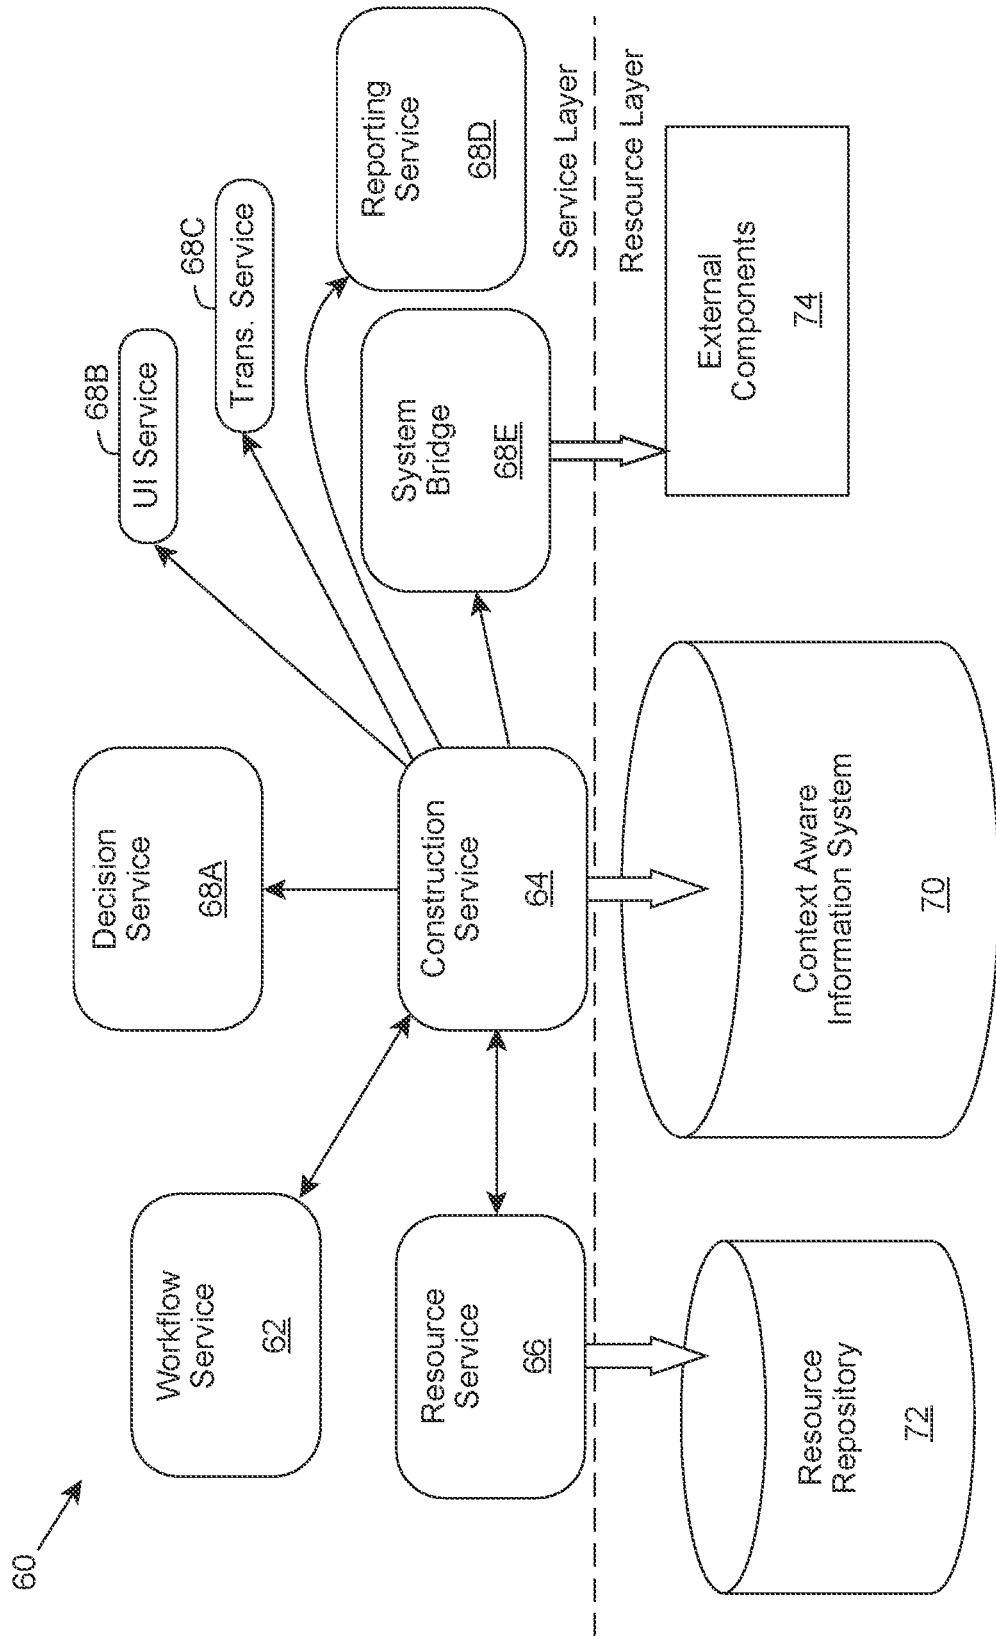 60
Workflow
Service
62
Decision
Service
68A
68B
UI Service
68C
Trans. Service
Reporting
Service
68D
Resource
Service
66
Construction
Service
64
System
Bridge
68E
Service Layer
Resource Layer
Resource
Repository
72
Context Aware
Information System
70
External
Components
74